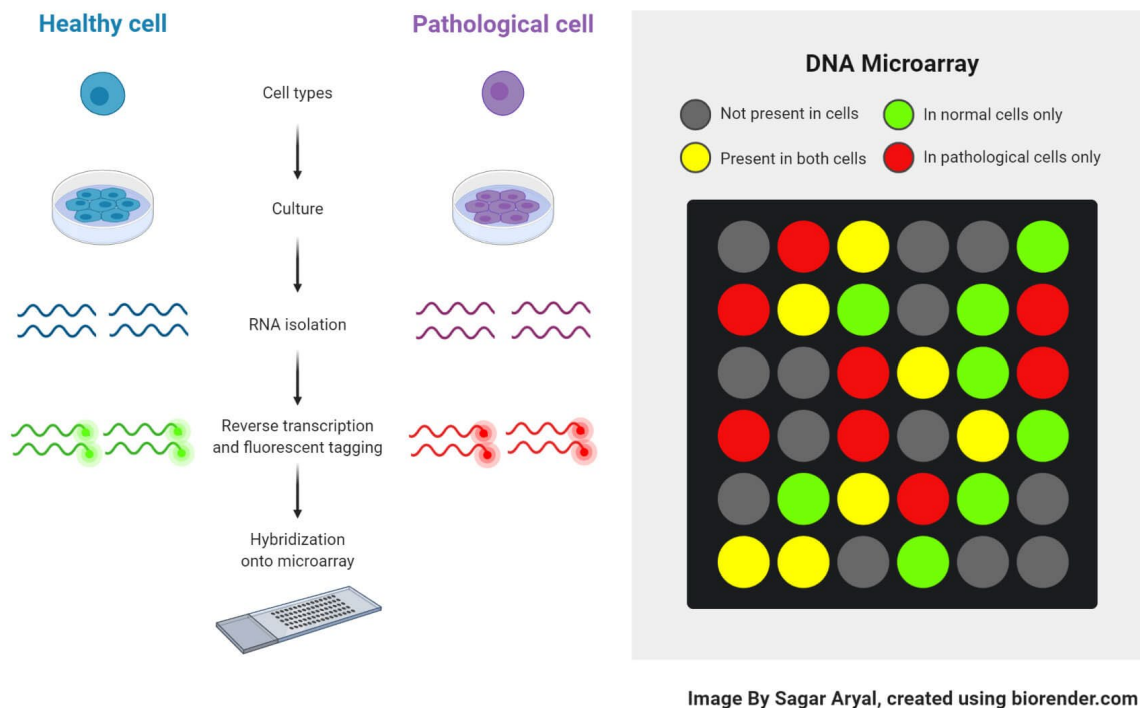 Healthy cell
Pathological cell
Cell types
Culture
RNA isolation
Reverse transcription
and fluorescent tagging
Hybridization
onto microarray
DNA Microarray
Not present in cells
In normal cells only
Present in both cells
In pathological cells only
Image By Sagar Aryal, created using biorender.com